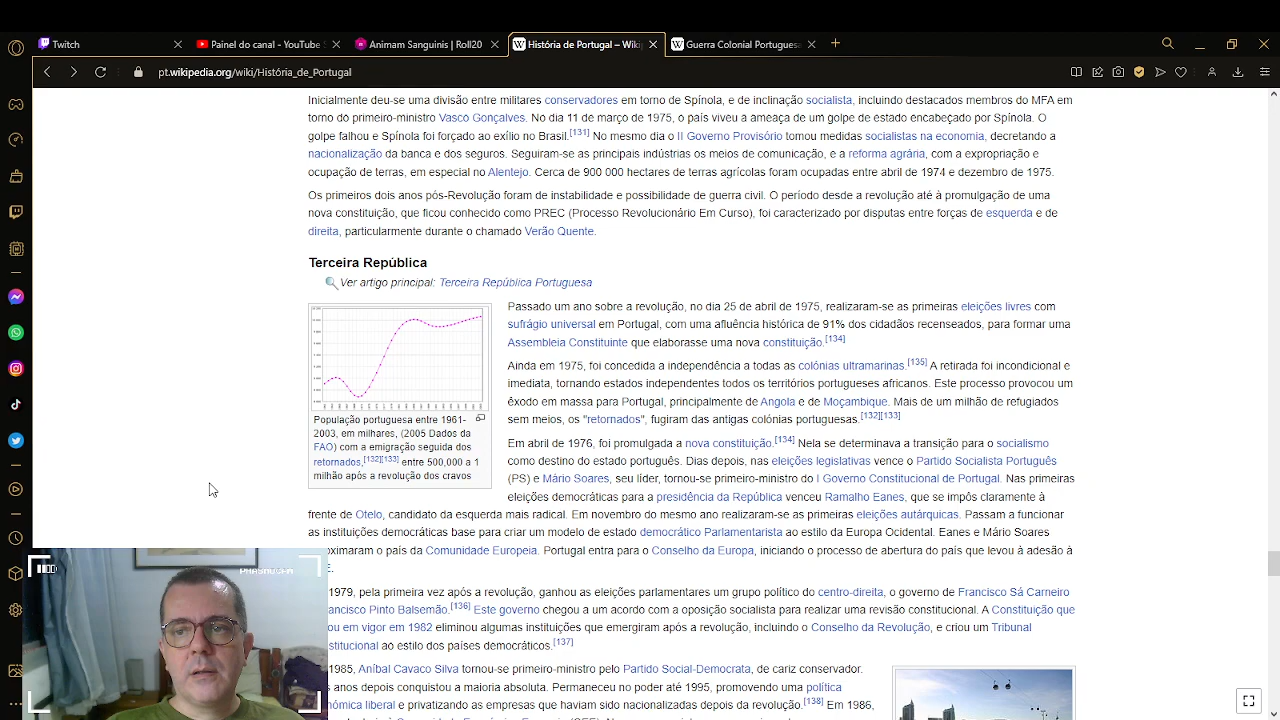 Twitch
Painel do canal - YouTube S
Animam Sanguinis | Roll20
História de Portugal – Wiki
Guerra Colonial Portuguesa
pt.wikipedia.org/wiki/História_de_Portugal
Inicialmente deu-se uma divisão entre militares conservadores em torno de Spínola, e de inclinação socialista, incluindo destacados membros do MFA em
torno do primeiro-ministro Vasco Gonçalves. No dia 11 de março de 1975, o país viveu a ameaça de um golpe de estado encabeçado por Spínola. O
golpe falhou e Spínola foi forçado ao exílio no Brasil.[131] No mesmo dia o II Governo Provisório tomou medidas socialistas na economia, decretando a
nacionalização da banca e dos seguros. Seguiram-se as principais indústrias os meios de comunicação, e a reforma agrária, com a expropriação e
ocupação de terras, em especial no Alentejo. Cerca de 900 000 hectares de terras agrícolas foram ocupadas entre abril de 1974 e dezembro de 1975.
Os primeiros dois anos pós-Revolução foram de instabilidade e possibilidade de guerra civil. O período desde a revolução até à promulgação de uma
nova constituição, que ficou conhecido como PREC (Processo Revolucionário Em Curso), foi caracterizado por disputas entre forças de esquerda e de
direita, particularmente durante o chamado Verão Quente.
Terceira República
Ver artigo principal: Terceira República Portuguesa
População portuguesa entre 1961-
2003, em milhares, (2005 Dados da
FAO) com a emigração seguida dos
retornados,[132][133] entre 500,000 a 1
milhão após a revolução dos cravos
Passado um ano sobre a revolução, no dia 25 de abril de 1975, realizaram-se as primeiras eleições livres com
sufrágio universal em Portugal, com uma afluência histórica de 91% dos cidadãos recenseados, para formar uma
Assembleia Constituinte que elaborasse uma nova constituição.[134]
Ainda em 1975, foi concedida a independência a todas as colónias ultramarinas.[135] A retirada foi incondicional e
imediata, tornando estados independentes todos os territórios portugueses africanos. Este processo provocou um
êxodo em massa para Portugal, principalmente de Angola e de Moçambique. Mais de um milhão de refugiados
sem meios, os "retornados", fugiram das antigas colónias portuguesas.[132][133]
Em abril de 1976, foi promulgada a nova constituição.[134] Nela se determinava a transição para o socialismo
como destino do estado português. Dias depois, nas eleições legislativas vence o Partido Socialista Português
(PS) e Mário Soares, seu líder, tornou-se primeiro-ministro do I Governo Constitucional de Portugal. Nas primeiras
eleições democráticas para a presidência da República venceu Ramalho Eanes, que se impôs claramente à
frente de Otelo, candidato da esquerda mais radical. Em novembro do mesmo ano realizaram-se as primeiras eleições autárquicas. Passam a funcionar
as instituições democráticas base para criar um modelo de estado democrático Parlamentarista ao estilo da Europa Ocidental. Eanes e Mário Soares
oximaram o país da Comunidade Europeia. Portugal entra para o Conselho da Europa, iniciando o processo de abertura do país que levou à adesão à
E.
1979, pela primeira vez após a revolução, ganhou as eleições parlamentares um grupo político do centro-direita, o governo de Francisco Sá Carneiro
ancisco Pinto Balsemão.[136] Este governo chegou a um acordo com a oposição socialista para realizar uma revisão constitucional. A Constituição que
ou em vigor em 1982 eliminou algumas instituições que emergiram após a revolução, incluindo o Conselho da Revolução, e criou um Tribunal
stitucional ao estilo dos países democráticos.[137]
1985, Aníbal Cavaco Silva tornou-se primeiro-ministro pelo Partido Social-Democrata, de cariz conservador.
s anos depois conquistou a maioria absoluta. Permaneceu no poder até 1995, promovendo uma política
nómica liberal e privatizando as empresas que haviam sido nacionalizadas depois da revolução.[138] Em 1986,